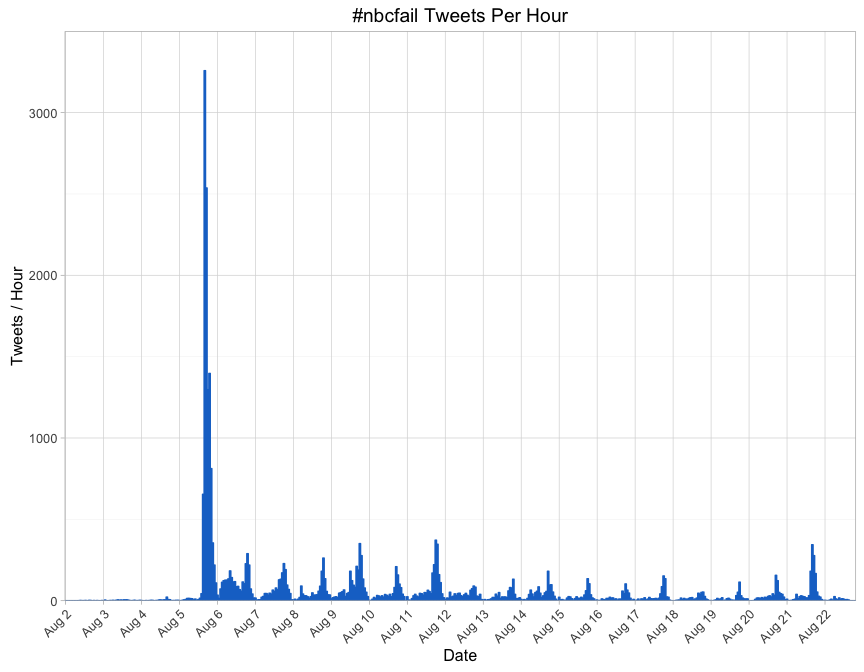 #nbcfail Tweets Per Hour
Tweets / Hour
3000
2000
1000
0
Aug 2
Aug 3
Aug 4
Aug 5
Aug 6
Aug 7
Aug 8
Aug 9
Aug 10
Aug 11
Aug 12
Aug 13
Aug 14
Aug 15
Aug 16
Aug 17
Aug 18
Aug 19
Aug 20
Aug 21
Aug 22
Date